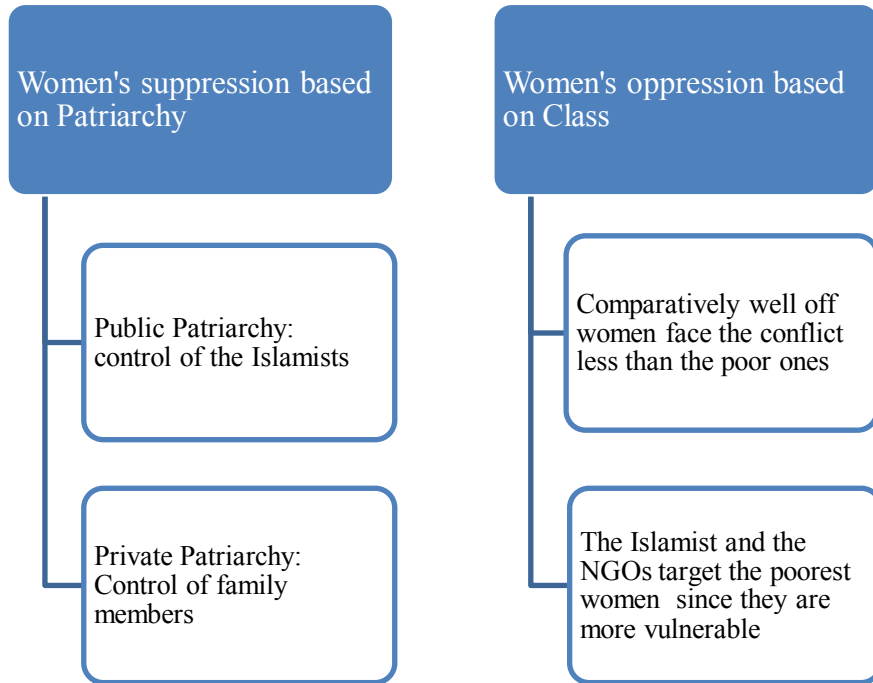 Women's suppression based
on Patriarchy
Public Patriarchy:
control of the Islamists
Private Patriarchy:
Control of family
members
Women's oppression based
on Class
Comparatively well off
women face the conflict
less than the poor ones
The Islamist and the
NGOs target the poorest
women  since they are
more vulnerable